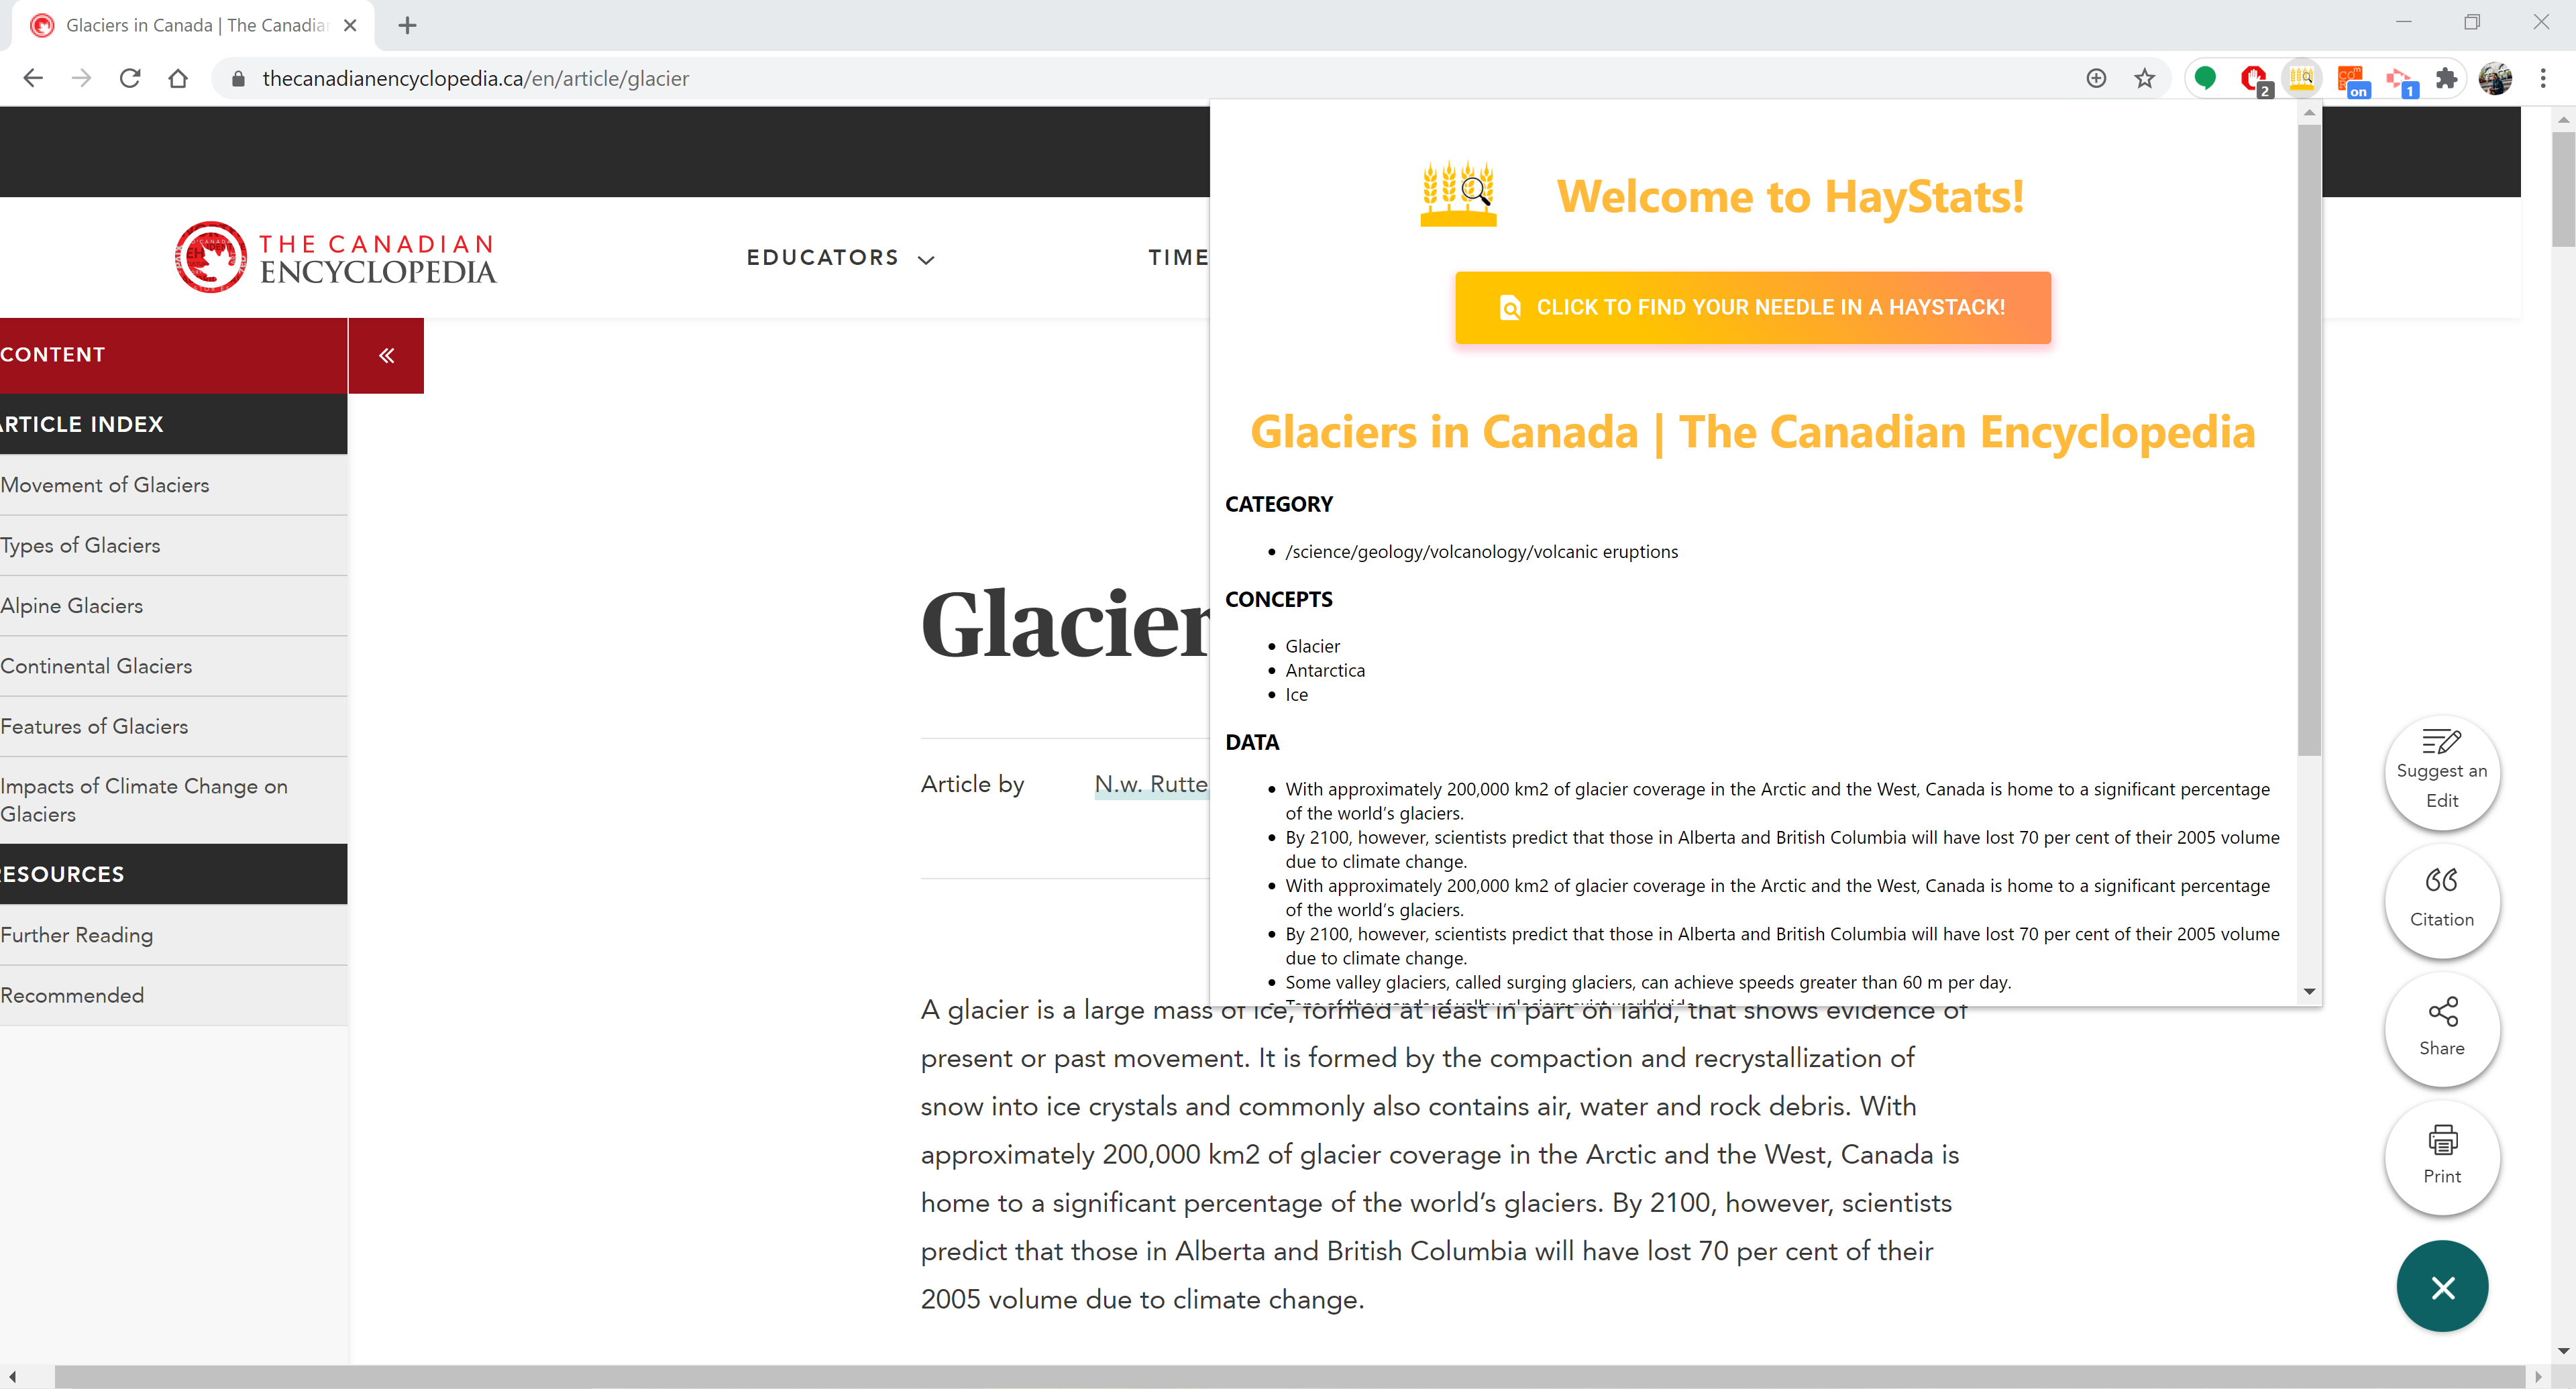 Glaciers in Canada | The Canadian
thecanadianencyclopedia.ca/en/article/glacier
2
on
1
THE CANADIAN
ENCYCLOPEDIA
EDUCATORS
TIME
CONTENT
ARTICLE INDEX
Movement of Glaciers
Types of Glaciers
Alpine Glaciers
Continental Glaciers
Features of Glaciers
Impacts of Climate Change on
Glaciers
RESOURCES
Further Reading
Recommended
Welcome to HayStats!
CLICK TO FIND YOUR NEEDLE IN A HAYSTACK!
Glaciers in Canada | The Canadian Encyclopedia
CATEGORY
/science/geology/volcanology/volcanic eruptions
CONCEPTS
Glacier
Antarctica
Ice
DATA
With approximately 200,000 km2 of glacier coverage in the Arctic and the West, Canada is home to a significant percentage
of the world’s glaciers.
By 2100, however, scientists predict that those in Alberta and British Columbia will have lost 70 per cent of their 2005 volume
due to climate change.
With approximately 200,000 km2 of glacier coverage in the Arctic and the West, Canada is home to a significant percentage
of the world’s glaciers.
By 2100, however, scientists predict that those in Alberta and British Columbia will have lost 70 per cent of their 2005 volume
due to climate change.
Some valley glaciers, called surging glaciers, can achieve speeds greater than 60 m per day.
Tens of thousands of valley glaciers exist worldwide
Glacier
Article by
N.w. Rutte
A glacier is a large mass of ice, formed at least in part on land, that shows evidence of
present or past movement. It is formed by the compaction and recrystallization of
snow into ice crystals and commonly also contains air, water and rock debris. With
approximately 200,000 km2 of glacier coverage in the Arctic and the West, Canada is
home to a significant percentage of the world’s glaciers. By 2100, however, scientists
predict that those in Alberta and British Columbia will have lost 70 per cent of their
2005 volume due to climate change.
Suggest an
Edit
Citation
Share
Print